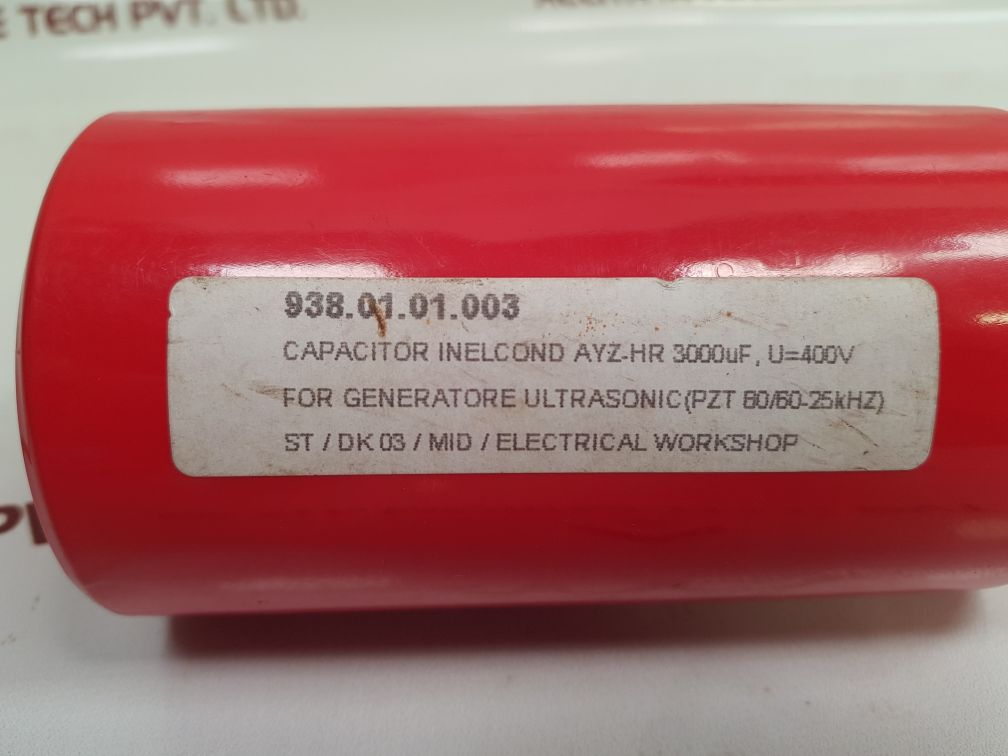 E TECH PVT. LTD.
938.01.01.003
CAPACITOR INELCOND AYZ-HR 3000uF, U=400V
FOR GENERATORE ULTRASONIC(PZT 80/60-25kHZ)
ST / DK 03 / MID / ELECTRICAL WORKSHOP